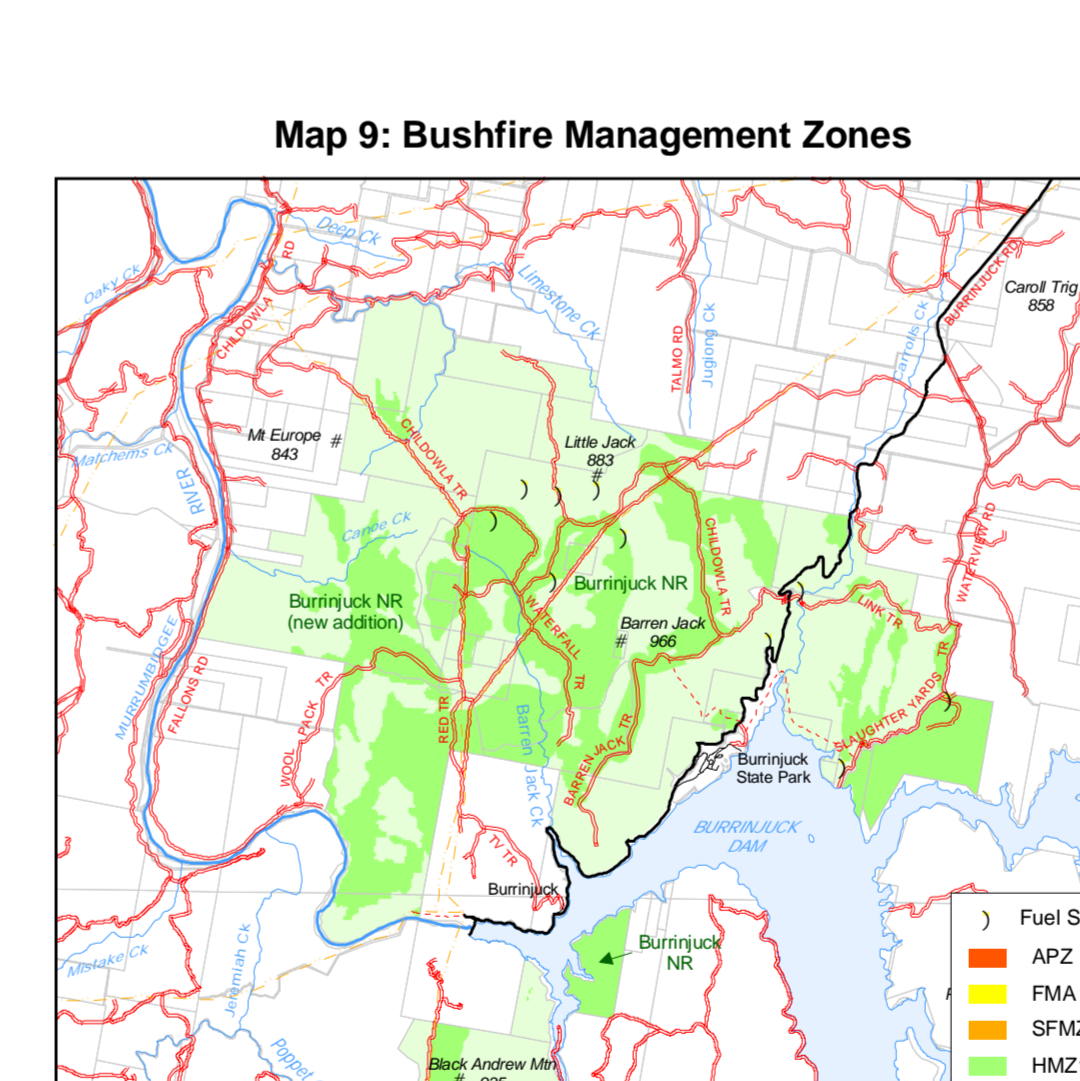 Map 9: Bushfire Management Zones
Deep Ck
RD
Oaky Ck
Limestone Ck
BURRINJUCK RD
Caroll Trig
858
CHILDOWLA
TALMO RD
Jugiong Ck
Carrolls Ck
Mt Europe #
843
CHILDOWLA TR
Little Jack
883
#
Matchems Ck
RIVER
Canoe Ck
CHILDOWLA TR
WATERVIEW RD
Burrinjuck NR
(new addition)
Burrinjuck NR
WATERFALL
TR
LINK TR
Barren Jack
# 966
MURRUMBIDGEE
FALLONS RD
WOOL PACK TR
RED TR
Barren Jack Ck
BARREN JACK TR
SLAUGHTER YARDS TR
Burrinjuck
State Park
BURRINJUCK
DAM
TV TR
Burrinjuck
Mistake Ck
Jeremiah Ck
Burrinjuck
NR
Fuel S
APZ
FMA
SFMZ
HMZ
Black Andrew Mtn
#
Poppet